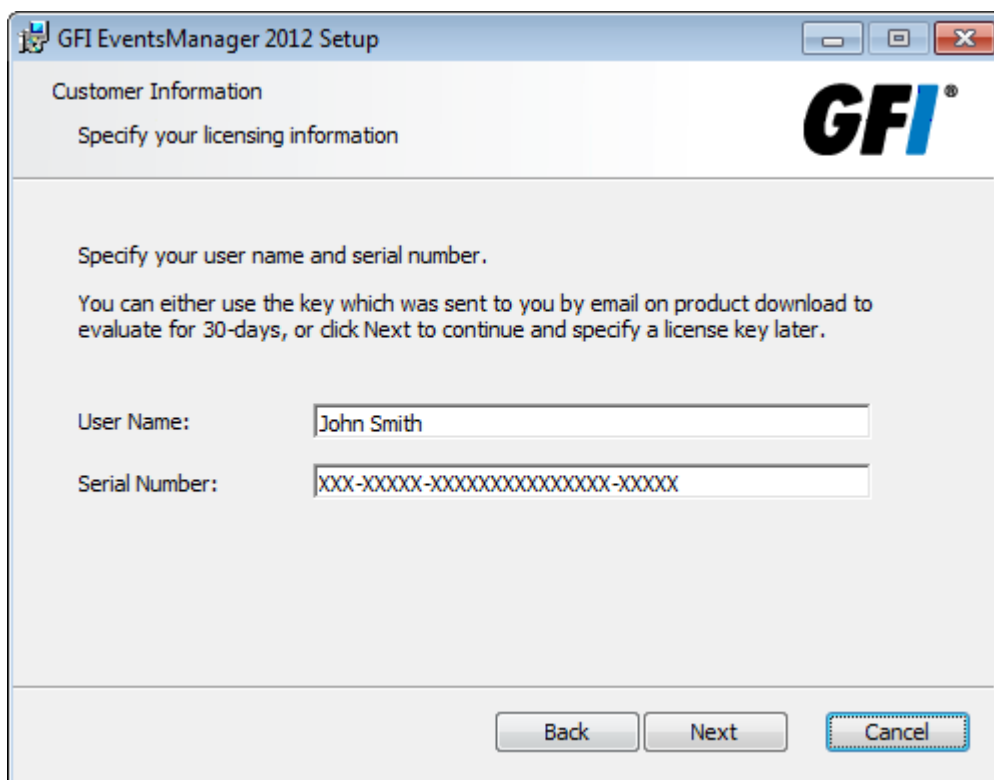 GFI EventsManager 2012 Setup
Customer Information
Specify your licensing information
GFI®
Specify your user name and serial number.
You can either use the key which was sent to you by email on product download to
evaluate for 30-days, or click Next to continue and specify a license key later.
User Name: John Smith
Serial Number: XXX-XXXXX-XXXXXXXXXXXXXX-XXXXX
Back Next Cancel